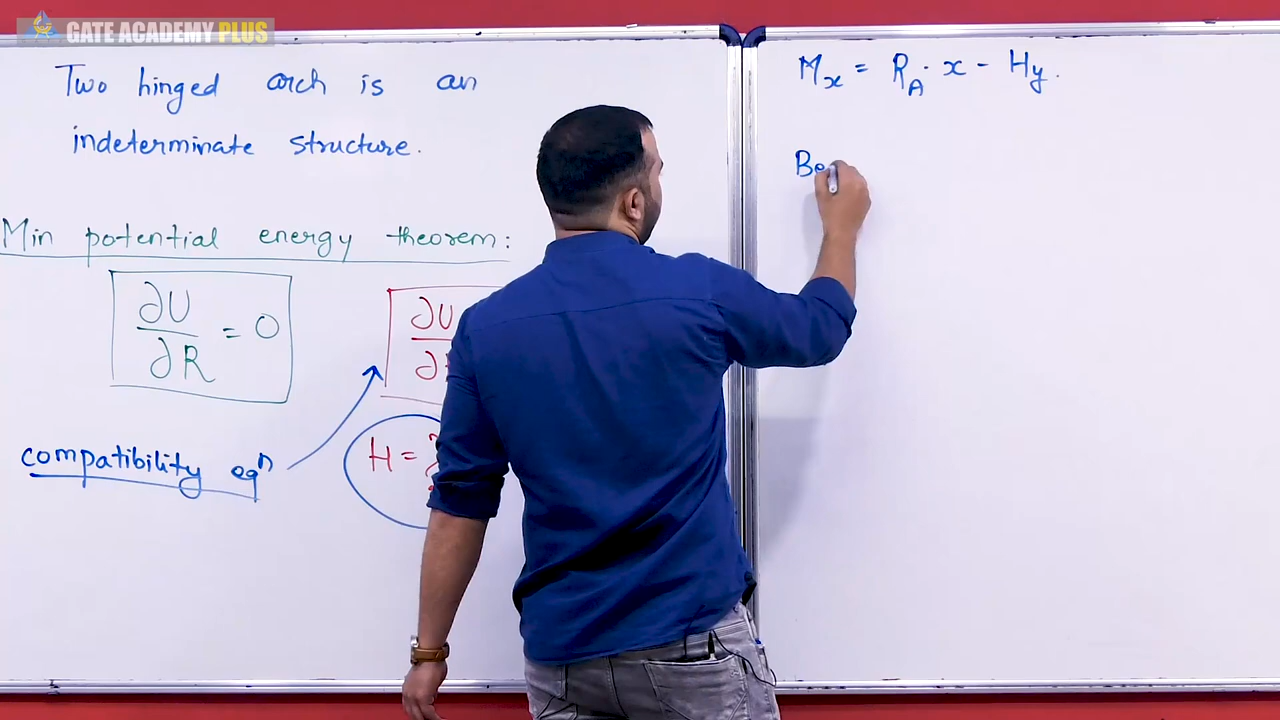 GATE ACADEMY PLUS
Two hinged arch is an
indeterminate structure.
Min potential energy theorem:
∂U
∂R
= 0
∂U
∂
compatibility eqⁿ
H = ?
Mₓ = R_A · x - Hy.
Be